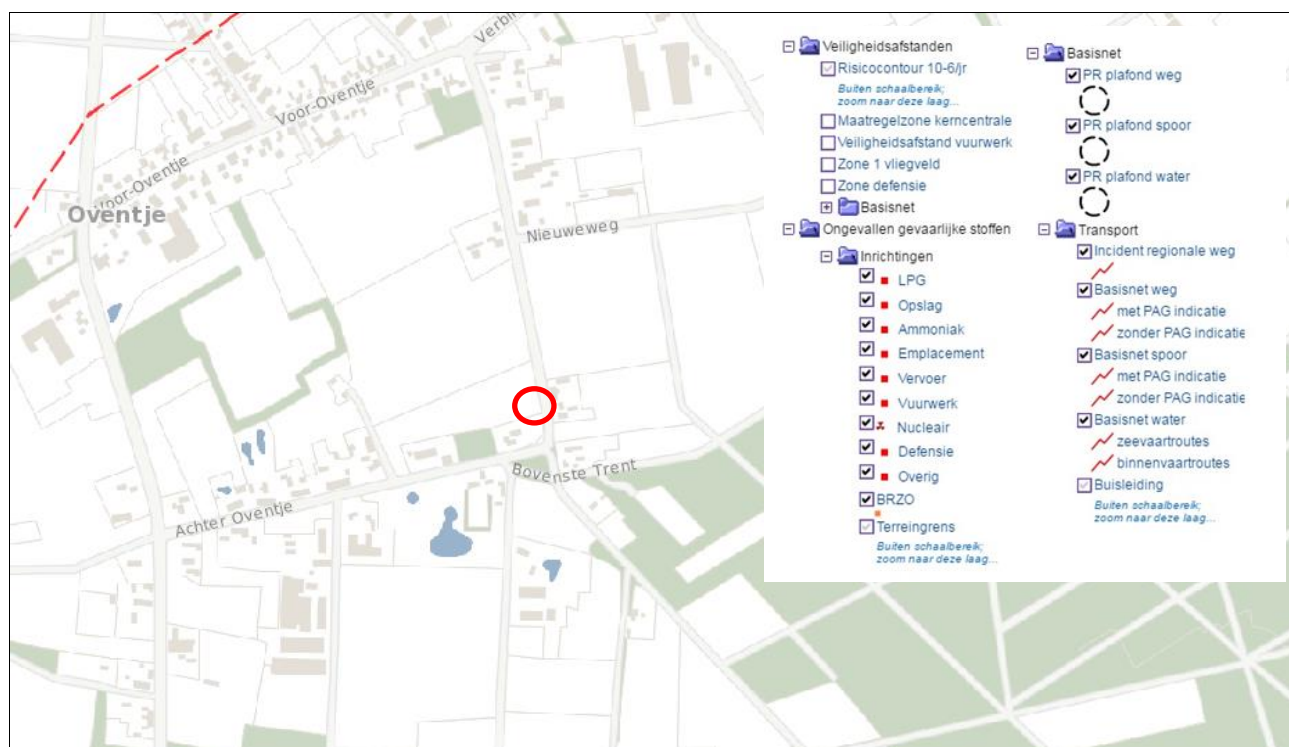 Verbin
Voor-Oventje
Voor-Oventje
Oventje
Nieuweweg
Bovenste Trent
Achter Oventje
Veiligheidsafstanden
Risicocontour 10-6/jr
Buiten schaalbereik;
zoom naar deze laag...
Maatregelzone kerncentrale
Veiligheidsafstand vuurwerk
Zone 1 vliegveld
Zone defensie
Basisnet
Ongevallen gevaarlijke stoffen
Inrichtingen
LPG
Opslag
Ammoniak
Emplacement
Vervoer
Vuurwerk
Nucleair
Defensie
Overig
BRZO
Terreingrens
Buiten schaalbereik;
zoom naar deze laag...
Basisnet
PR plafond weg
PR plafond spoor
PR plafond water
Transport
Incident regionale weg
Basisnet weg
met PAG indicatie
zonder PAG indicatie
Basisnet spoor
met PAG indicatie
zonder PAG indicatie
Basisnet water
zeevaartroutes
binnenvaartroutes
Buisleiding
Buiten schaalbereik;
zoom naar deze laag...